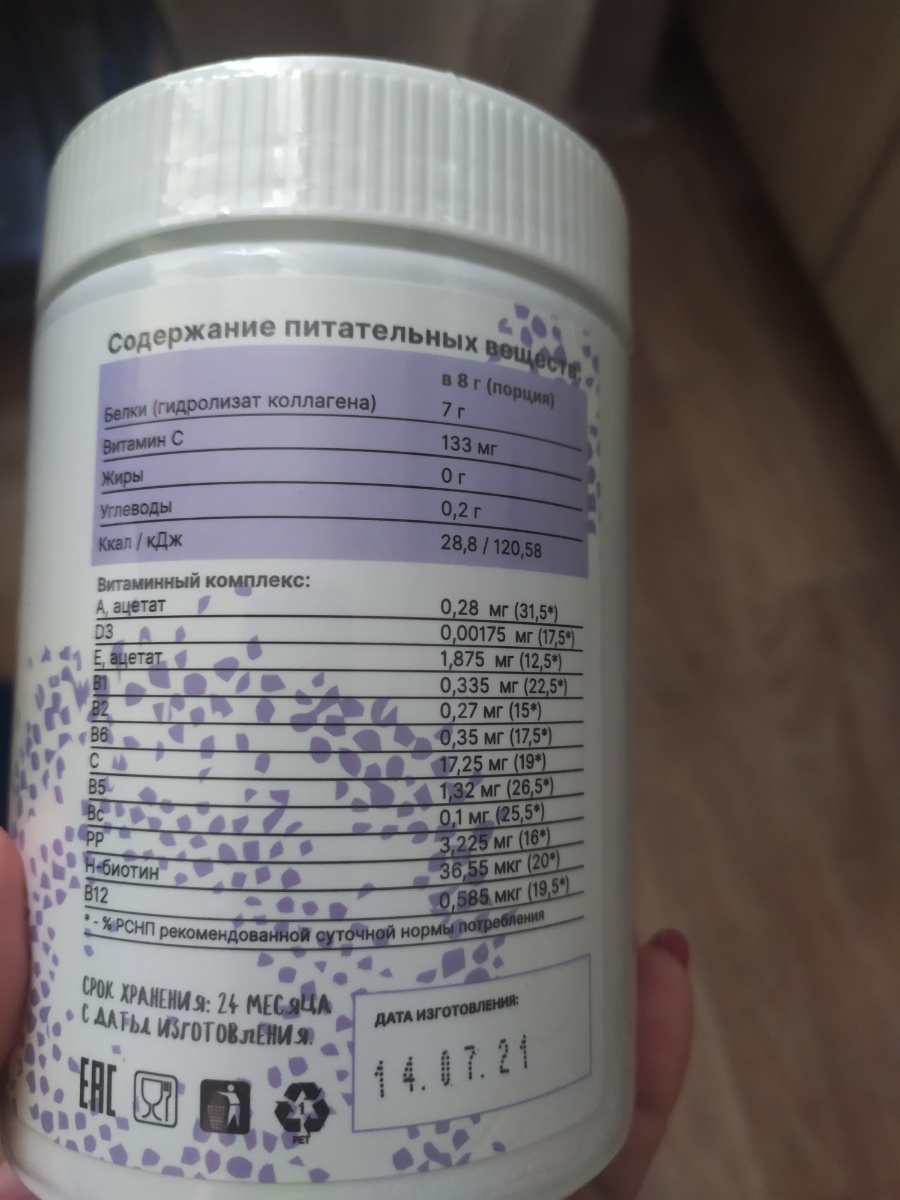 Содержание питательных веществ:
в 8 г (порция)
Белки (гидролизат коллагена) 7 г
Витамин С 133 мг
Жиры 0 г
Углеводы 0,2 г
Ккал / кДж 28,8 / 120,58
Витаминный комплекс:
А, ацетат 0,28 мг (31,5*)
D3 0,00175 мг (17,5*)
Е, ацетат 1,875 мг (12,5*)
В1 0,335 мг (22,5*)
В2 0,27 мг (15*)
В6 0,35 мг (17,5*)
С 17,25 мг (19*)
В5 1,32 мг (26,5*)
Вс 0,1 мг (25,5*)
РР 3,225 мг (16*)
Н-биотин 36,55 мкг (20*)
В12 0,585 мкг (19,5*)
* - % РСНП рекомендованной суточной нормы потребления
СРОК ХРАНЕНИЯ: 24 МЕСЯЦА
С ДАТЫ ИЗГОТОВЛЕНИЯ.
ДАТА ИЗГОТОВЛЕНИЯ:
14.07.21
EAC
1
PET